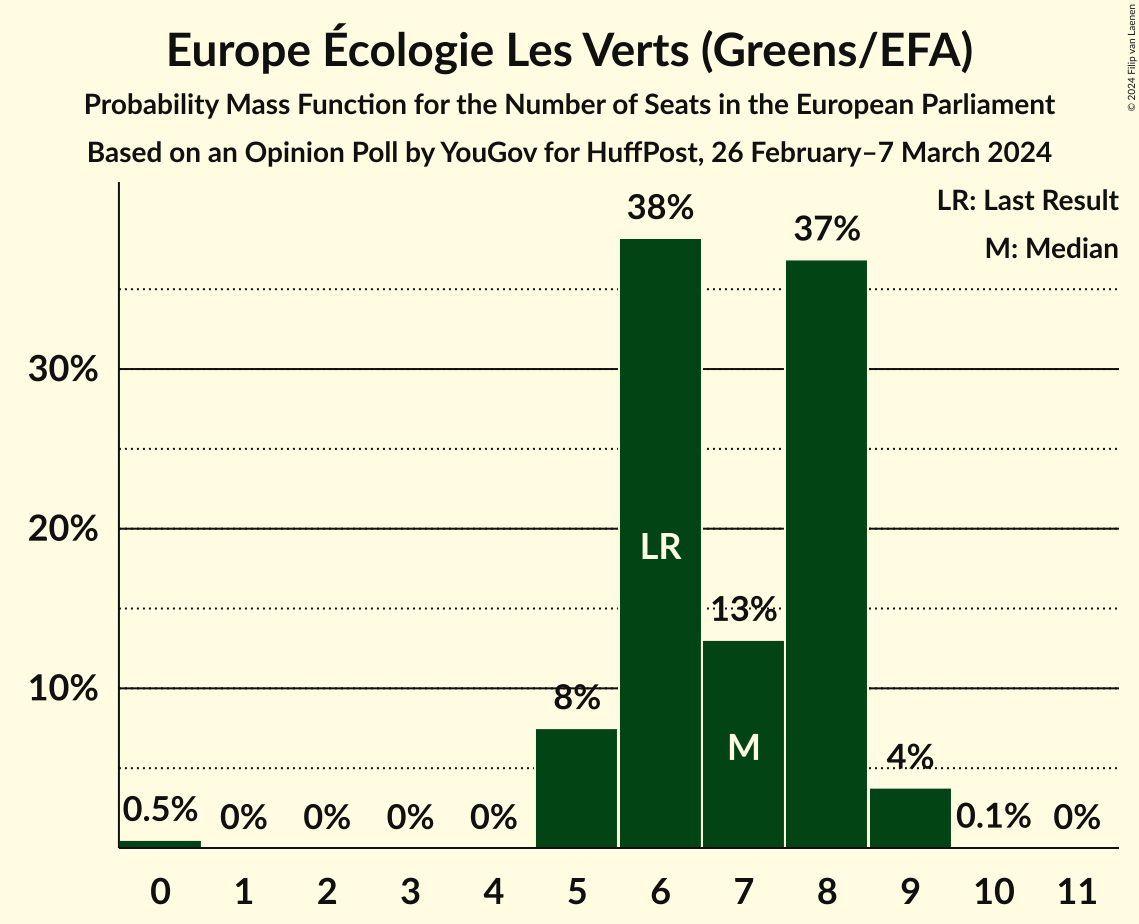 Europe Écologie Les Verts (Greens/EFA)
Probability Mass Function for the Number of Seats in the European Parliament
Based on an Opinion Poll by YouGov for HuffPost, 26 February–7 March 2024
© 2024 Filip van Laenen
LR: Last Result
M: Median
38%
37%
30%
20%
LR
13%
10%
8%
M
4%
0.5%
0%
0%
0%
0%
0.1%
0%
0 1 2 3 4 5 6 7 8 9 10 11